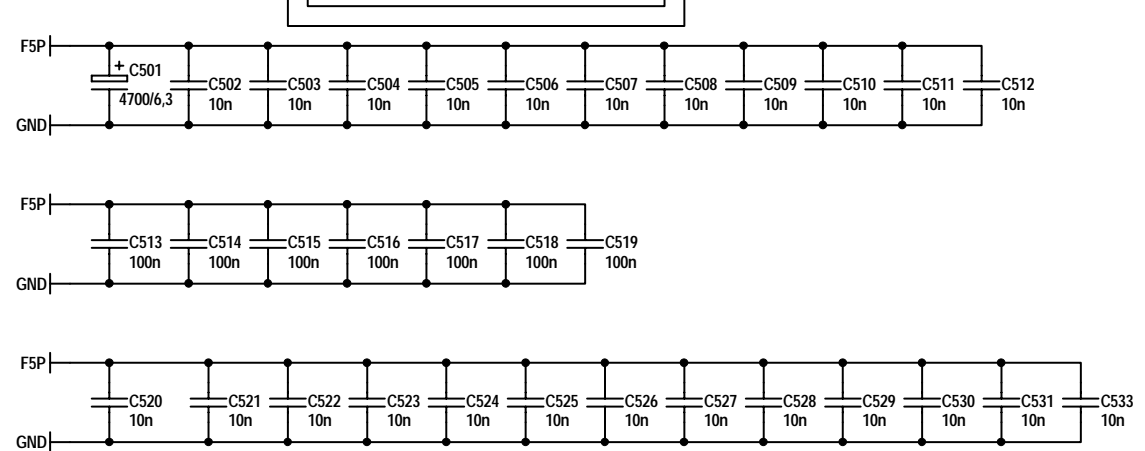 F5P
+ C501 C502 C503 C504 C505 C506 C507 C508 C509 C510 C511 C512
4700/6,3 10n 10n 10n 10n 10n 10n 10n 10n 10n 10n 10n
GND
F5P
C513 C514 C515 C516 C517 C518 C519
100n 100n 100n 100n 100n 100n 100n
GND
F5P
C520 C521 C522 C523 C524 C525 C526 C527 C528 C529 C530 C531 C533
10n 10n 10n 10n 10n 10n 10n 10n 10n 10n 10n 10n 10n
GND